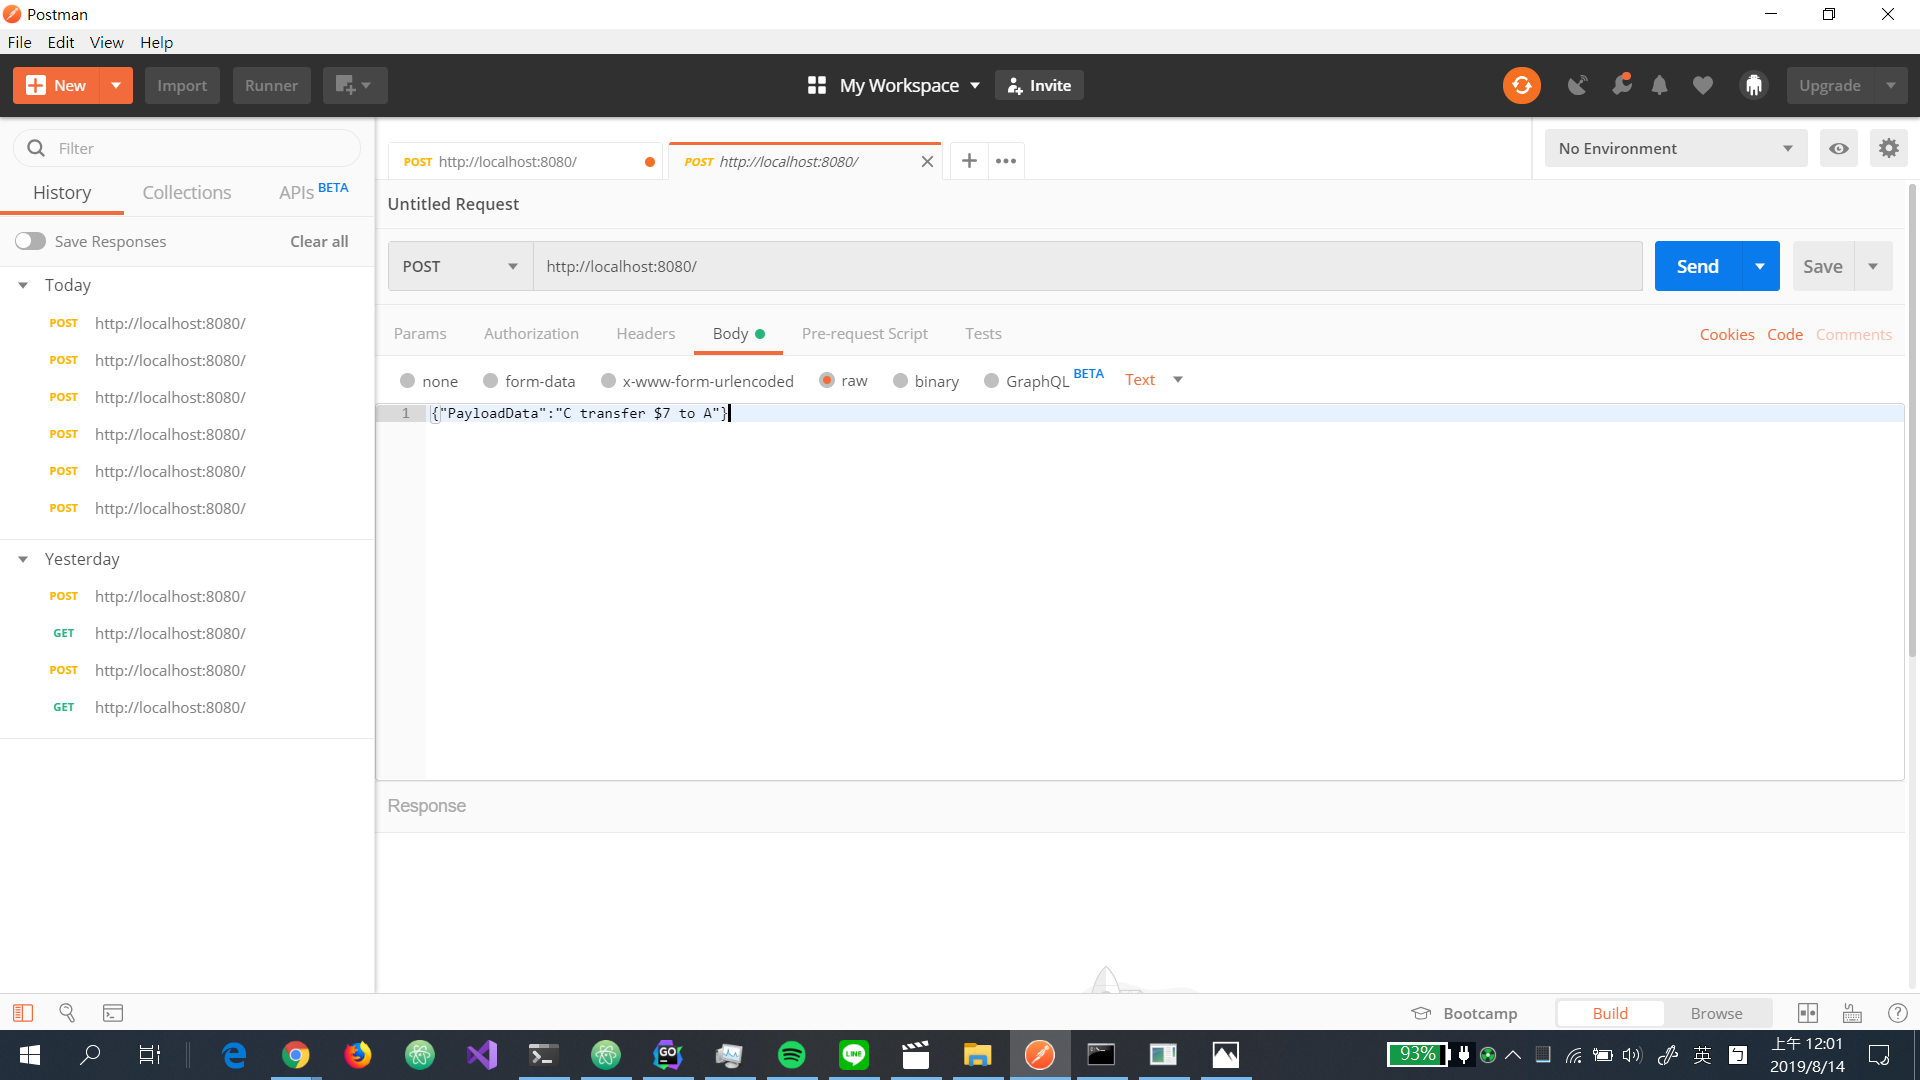 Postman
File Edit View Help
New Import Runner My Workspace Invite Upgrade
Filter
History Collections APIs BETA
Save Responses Clear all
Today
POST http://localhost:8080/
POST http://localhost:8080/
POST http://localhost:8080/
POST http://localhost:8080/
POST http://localhost:8080/
POST http://localhost:8080/
Yesterday
POST http://localhost:8080/
GET http://localhost:8080/
POST http://localhost:8080/
GET http://localhost:8080/
POST http://localhost:8080/ POST http://localhost:8080/ No Environment
Untitled Request
POST http://localhost:8080/ Send Save
Params Authorization Headers Body Pre-request Script Tests Cookies Code Comments
none form-data x-www-form-urlencoded raw binary GraphQL BETA Text
1 {"PayloadData":"C transfer $7 to A"}
Response
Bootcamp Build Browse
GO LINE 93% 英 上午 12:01
2019/8/14